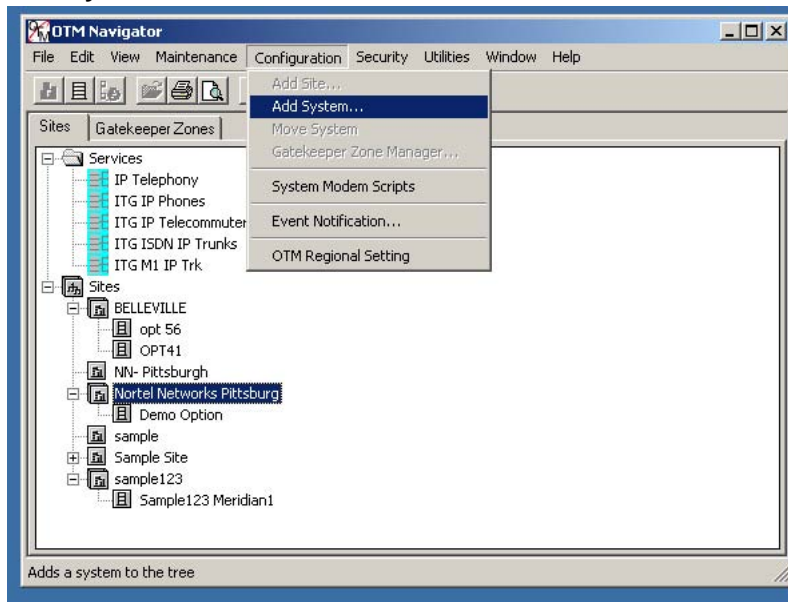 OTM Navigator
File Edit View Maintenance Configuration Security Utilities Window Help
Add Site...
Add System...
Move System
Gatekeeper Zone Manager...
System Modem Scripts
Event Notification...
OTM Regional Setting
Sites Gatekeeper Zones
Services
IP Telephony
ITG IP Phones
ITG IP Telecommuter
ITG ISDN IP Trunks
ITG M1 IP Trk
Sites
BELLEVILLE
opt 56
OPT41
NN- Pittsburgh
Nortel Networks Pittsburg
Demo Option
sample
Sample Site
sample123
Sample123 Meridian1
Adds a system to the tree